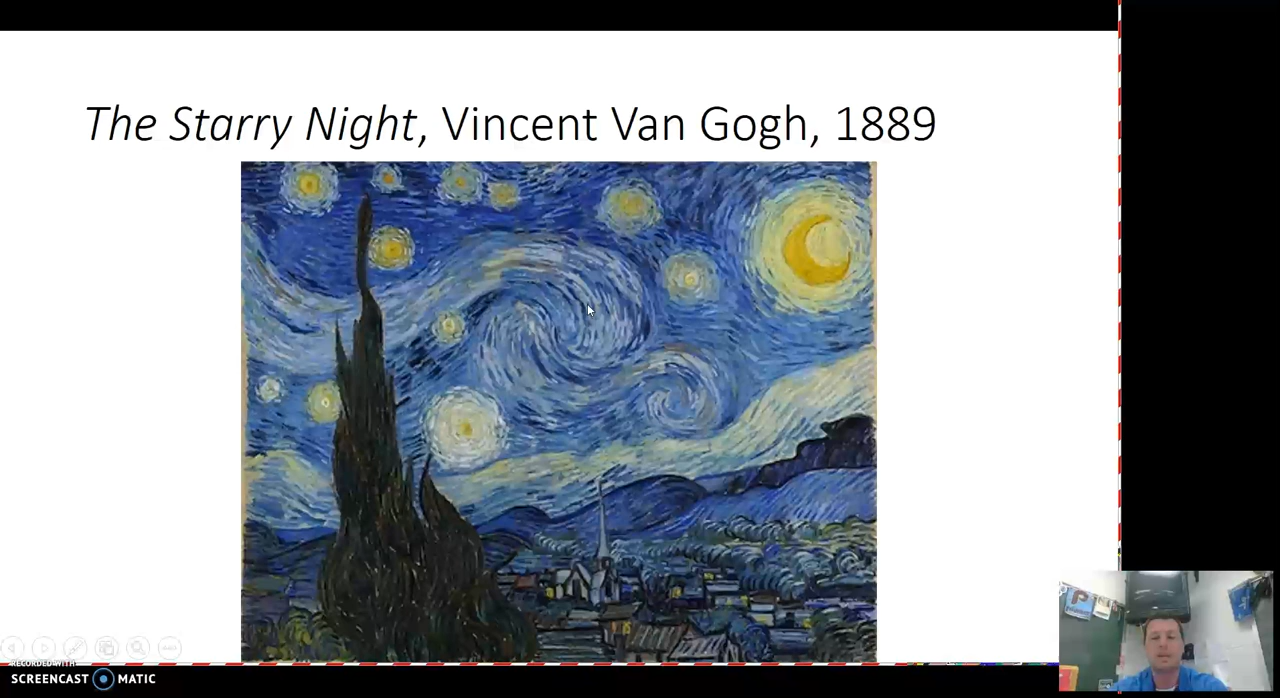 The Starry Night, Vincent Van Gogh, 1889
RECORDED WITH
SCREENCAST MATIC